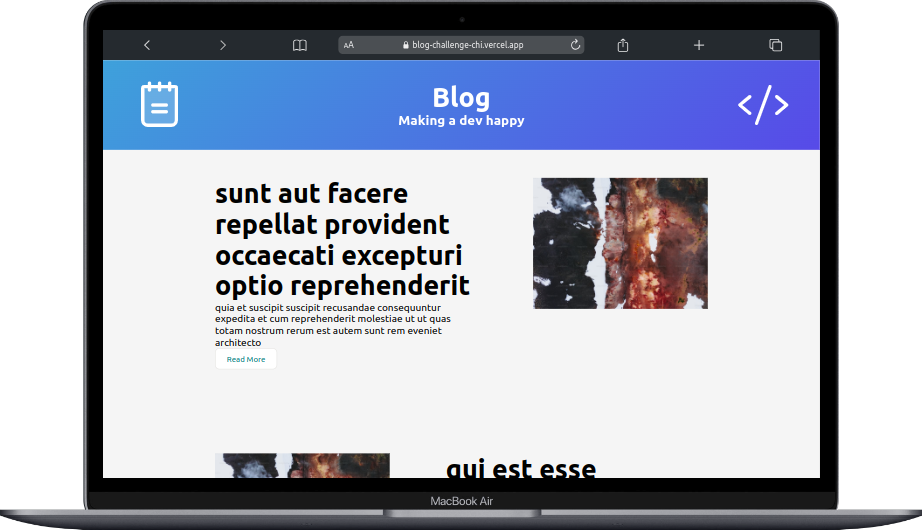 AA
blog-challenge-chi.vercel.app
Blog
Making a dev happy
sunt aut facere
repellat provident
occaecati excepturi
optio reprehenderit
quia et suscipit suscipit recusandae consequuntur
expedita et cum reprehenderit molestiae ut ut quas
totam nostrum rerum est autem sunt rem eveniet
architecto
Read More
qui est esse
MacBook Air